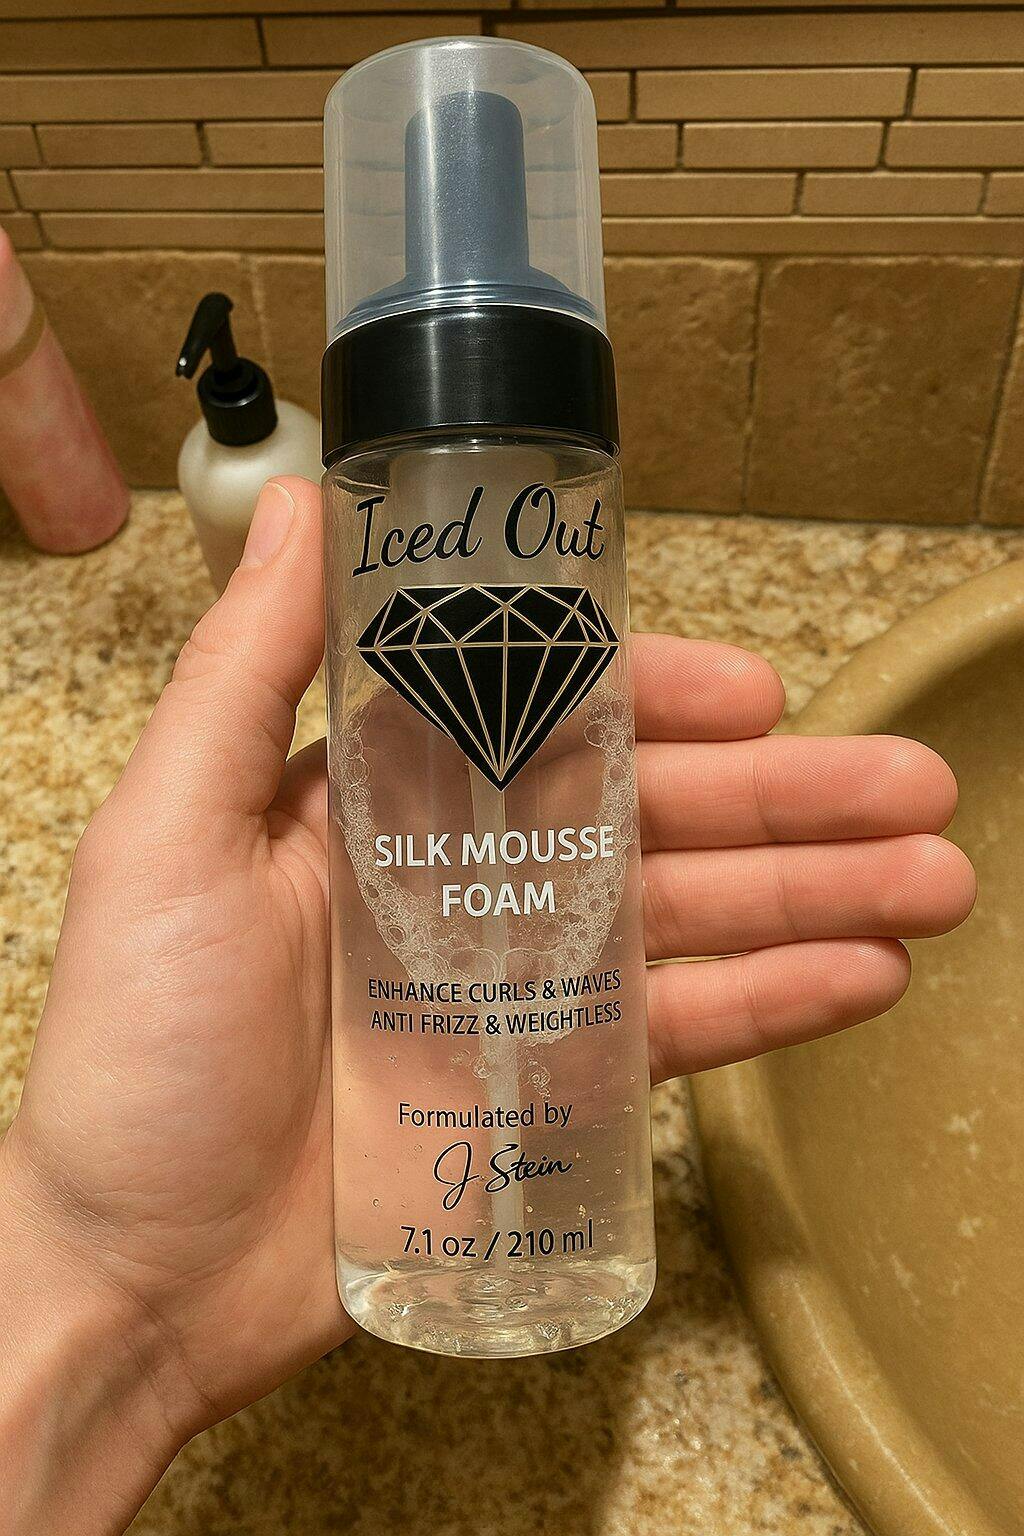 Iced Out
SILK MOUSSE
FOAM
ENHANCE CURLS & WAVES
ANTI FRIZZ & WEIGHTLESS
Formulated by
J Stein
7.1 oz / 210 ml